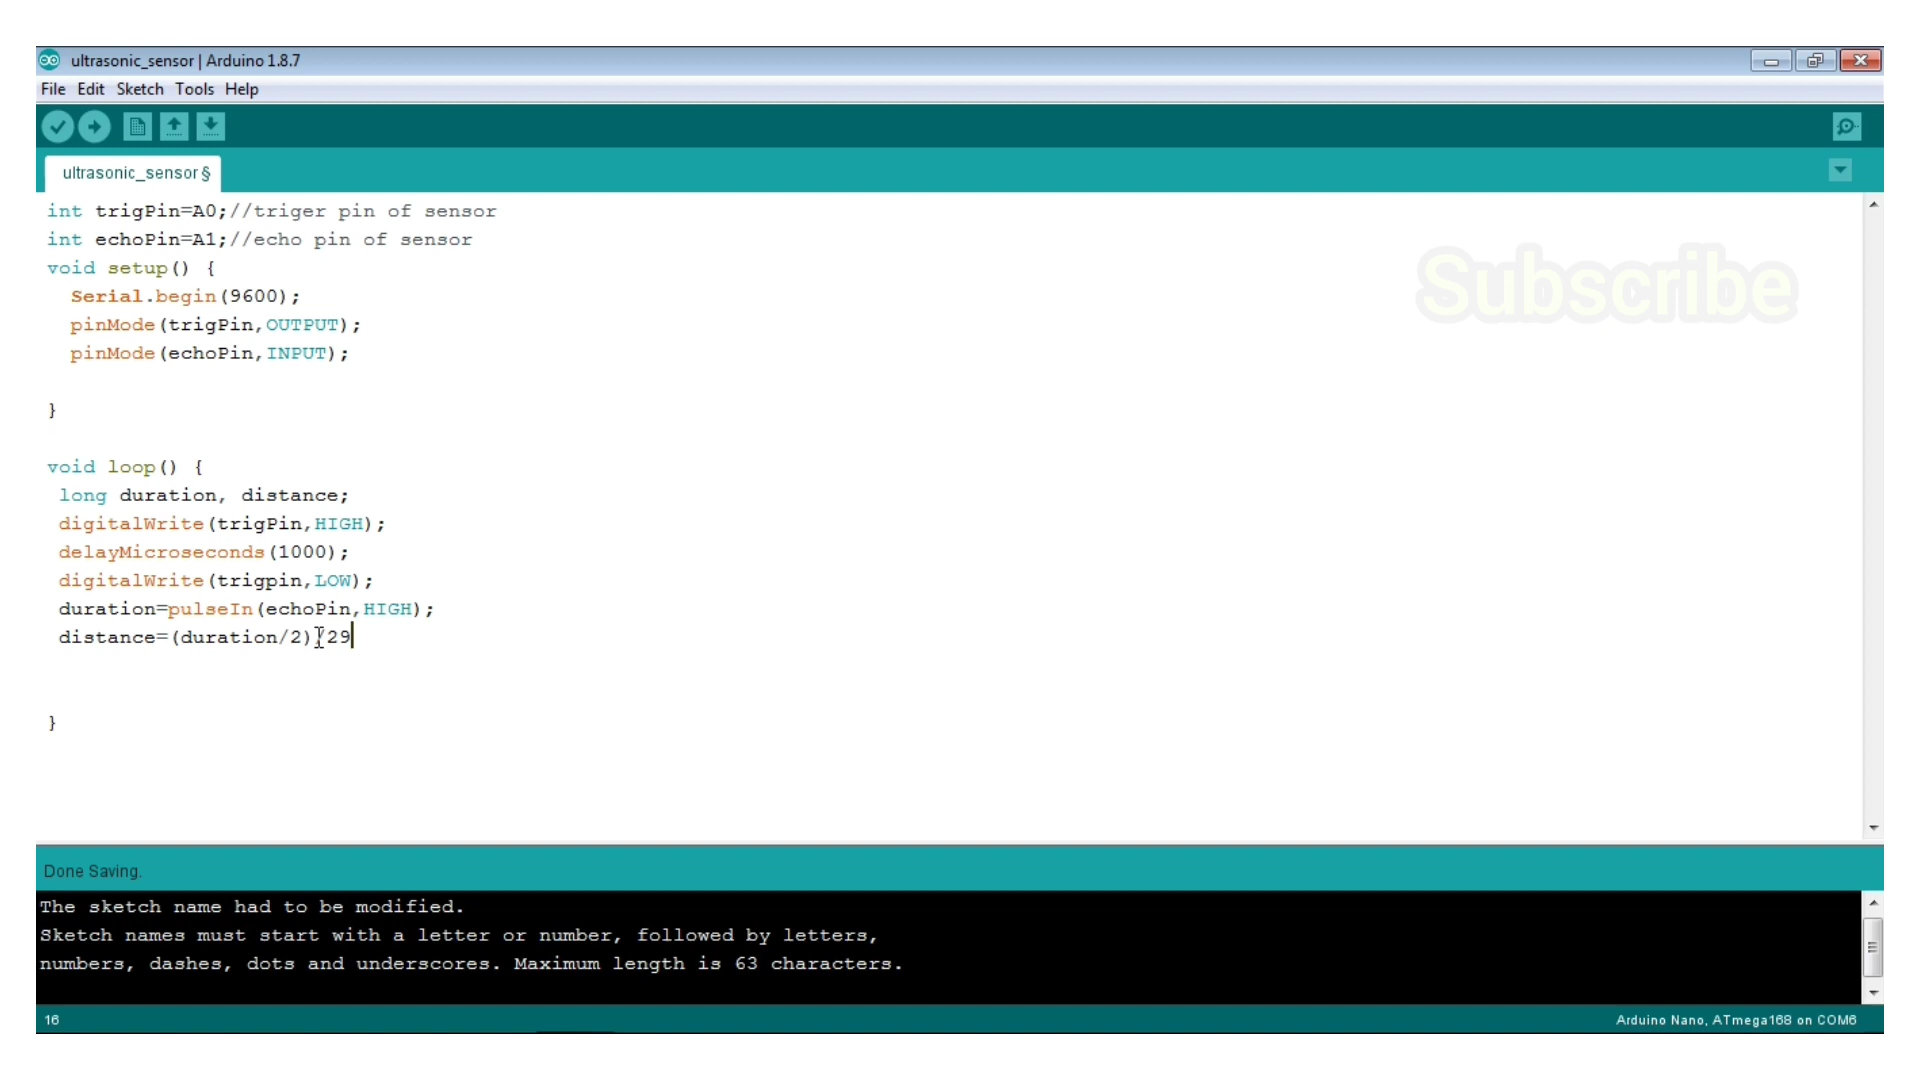 ultrasonic_sensor | Arduino 1.8.7
File Edit Sketch Tools Help
ultrasonic_sensor §
int trigPin=A0;//triger pin of sensor
int echoPin=A1;//echo pin of sensor
void setup() {
Serial.begin(9600);
pinMode(trigPin,OUTPUT);
pinMode(echoPin,INPUT);
}
void loop() {
long duration, distance;
digitalWrite(trigPin,HIGH);
delayMicroseconds(1000);
digitalWrite(trigpin,LOW);
duration=pulseIn(echoPin,HIGH);
distance=(duration/2)/29
}
Subscribe
Done Saving.
The sketch name had to be modified.
Sketch names must start with a letter or number, followed by letters,
numbers, dashes, dots and underscores. Maximum length is 63 characters.
16
Arduino Nano, ATmega168 on COM6